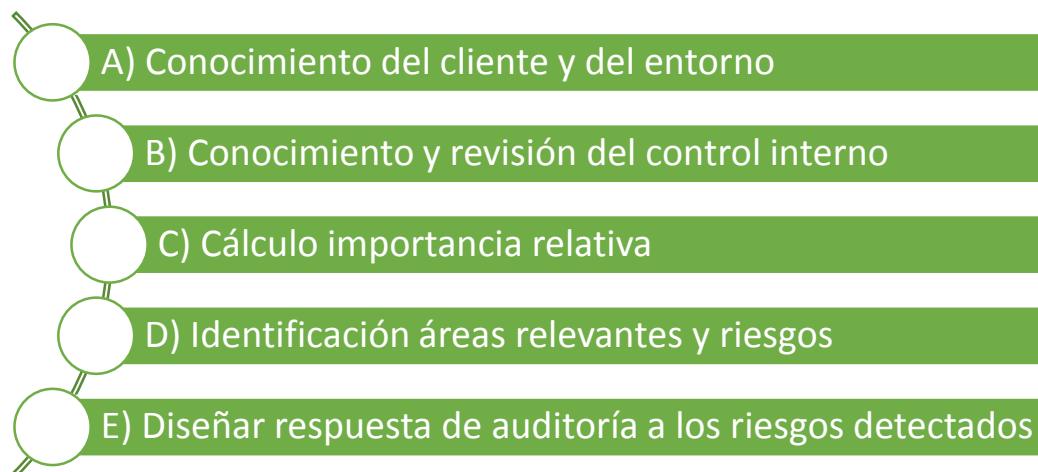 A) Conocimiento del cliente y del entorno
B) Conocimiento y revisión del control interno
C) Cálculo importancia relativa
D) Identificación áreas relevantes y riesgos
E) Diseñar respuesta de auditoría a los riesgos detectados